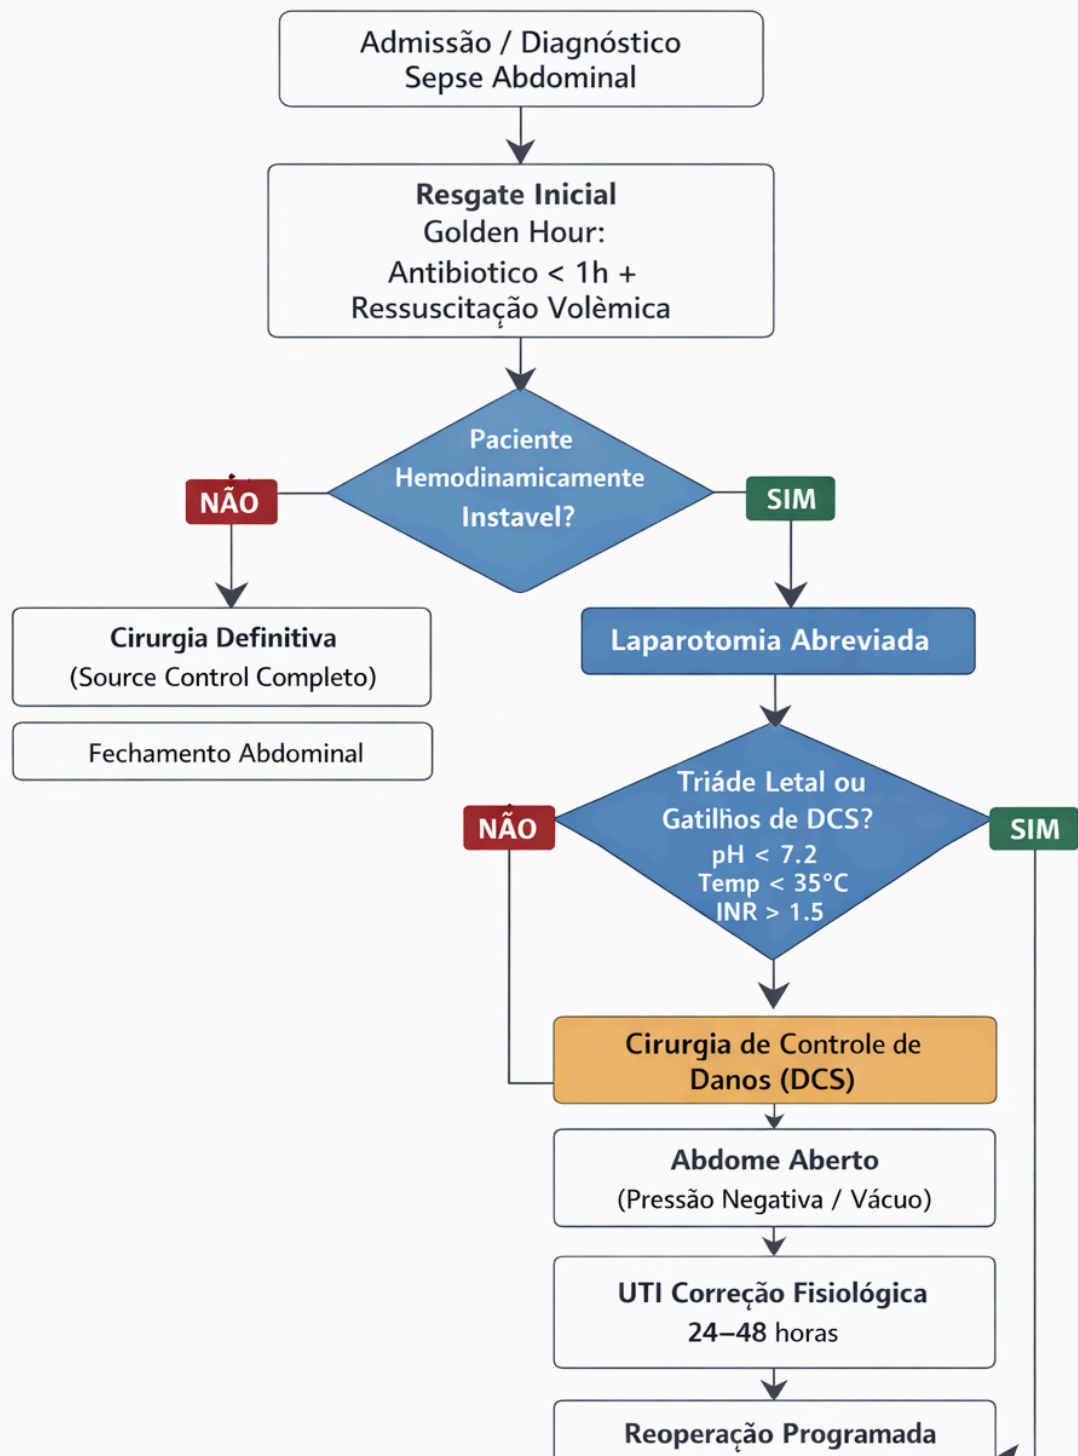 Admissão / Diagnóstico
Sepse Abdominal
Resgate Inicial
Golden Hour:
Antibiotico < 1h +
Ressuscitação Volèmica
Paciente
Hemodinamicamente
Instavel?
NÃO
SIM
Cirurgia Definitiva
(Source Control Completo)
Fechamento Abdominal
Laparotomia Abreviada
Triáde Letal ou
Gatilhos de DCS?
pH < 7.2
Temp < 35°C
INR > 1.5
NÃO
SIM
Cirurgia de Controle de
Danos (DCS)
Abdome Aberto
(Pressão Negativa / Vácuo)
UTI Correção Fisiológica
24–48 horas
Reoperação Programada